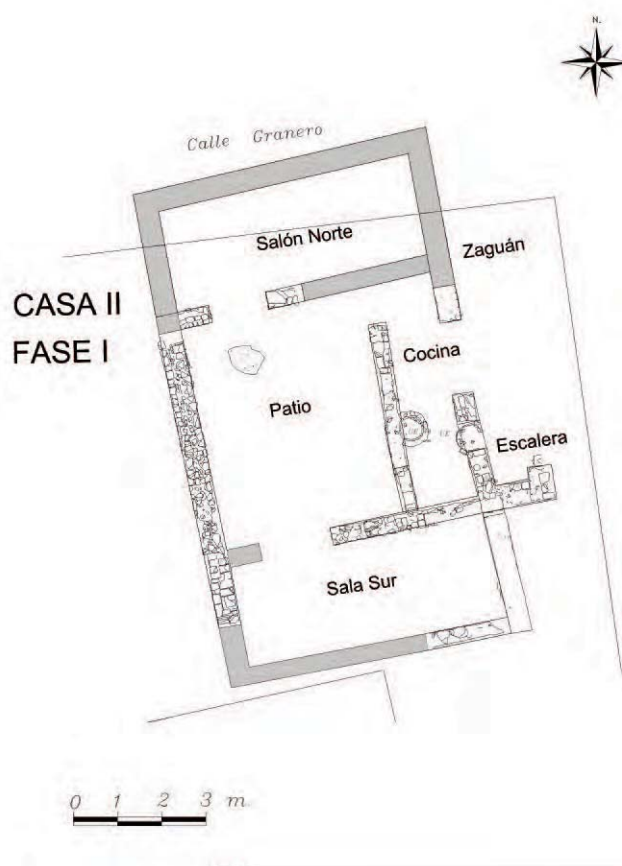 N.
Calle Granero
Salón Norte
Zaguán
CASA II
FASE I
Cocina
Patio
Escalera
Sala Sur
0 1 2 3 m.